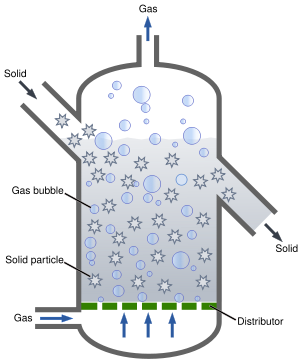 Gas
Solid
Gas bubble
Solid particle
Solid
Gas
Distributor